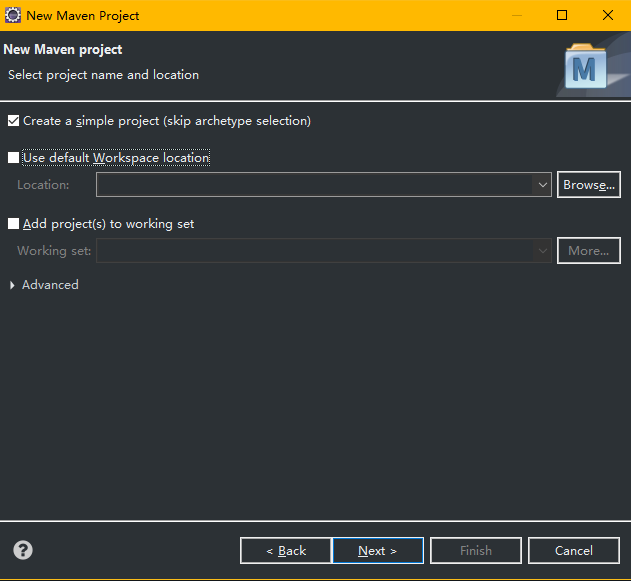 New Maven Project
New Maven project
Select project name and location
M
Create a simple project (skip archetype selection)
Use default Workspace location
Location:
Browse...
Add project(s) to working set
Working set:
More...
Advanced
?
< Back
Next >
Finish
Cancel